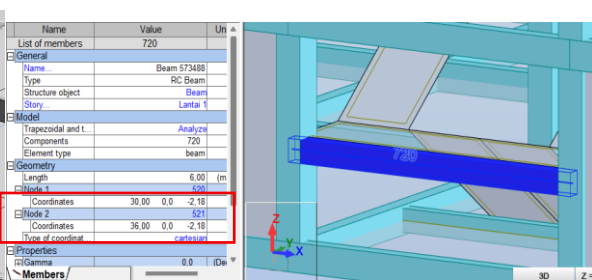 Name Value Un
List of members 720
General
Name... Beam 573488
Type RC Beam
Structure object Beam
Story... Lantai 1
Model
Trapezoidal and t... Analyze
Components 720
Element type beam
Geometry
Length 6,00 (m
Node 1 520
Coordinates 30,00 0,0 -2,18
Node 2 521
Coordinates 36,00 0,0 -2,18
Type of coordinat... cartesian
Properties
Gamma 0,0 (De
Members
720
Z
Y
X
3D Z =